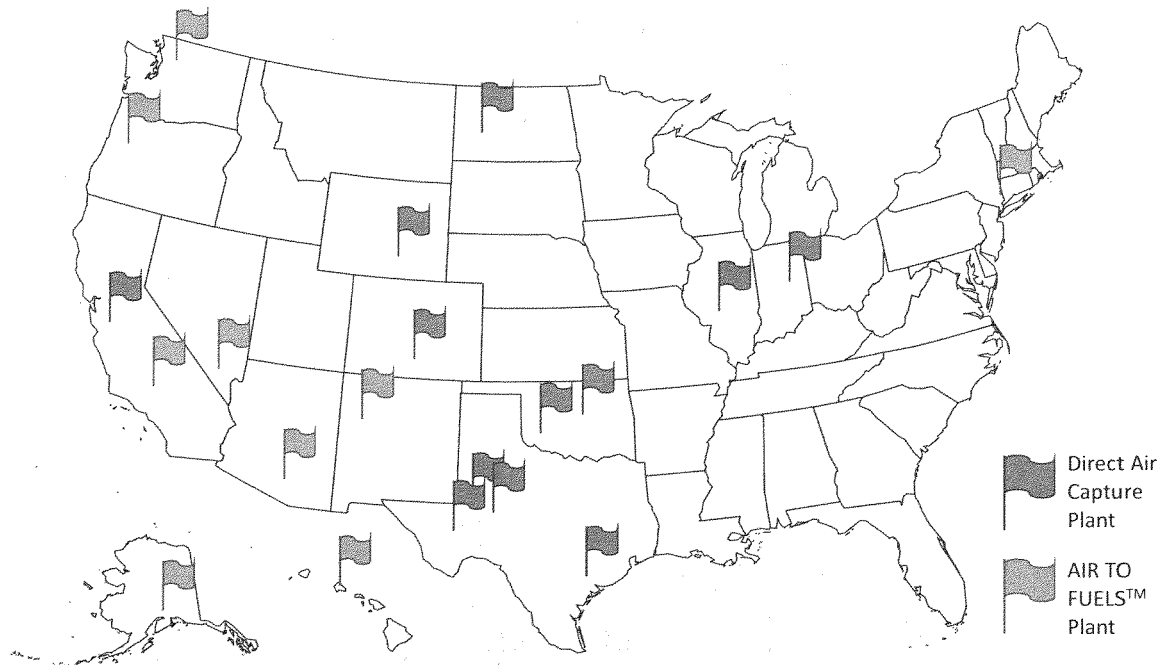 Direct Air
Capture
Plant
AIR TO
FUELS™
Plant